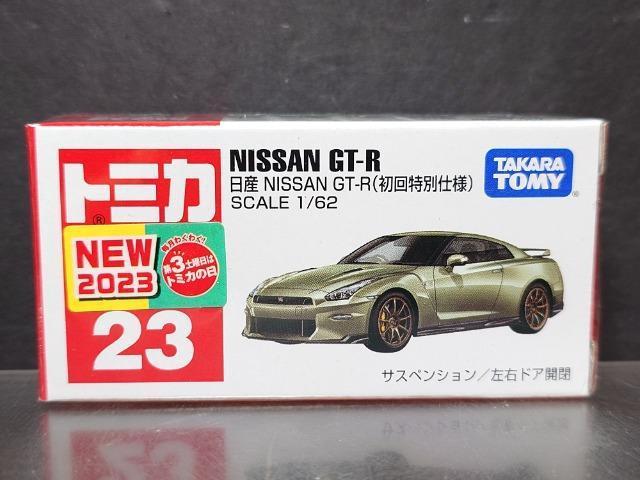 トミカ
®
NEW
2023
毎月わくわく!
第3土曜日は
トミカの日
23
NISSAN GT-R
日産 NISSAN GT-R(初回特別仕様)
SCALE 1/62
TAKARA
TOMY
®
サスペンション/左右ドア開閉